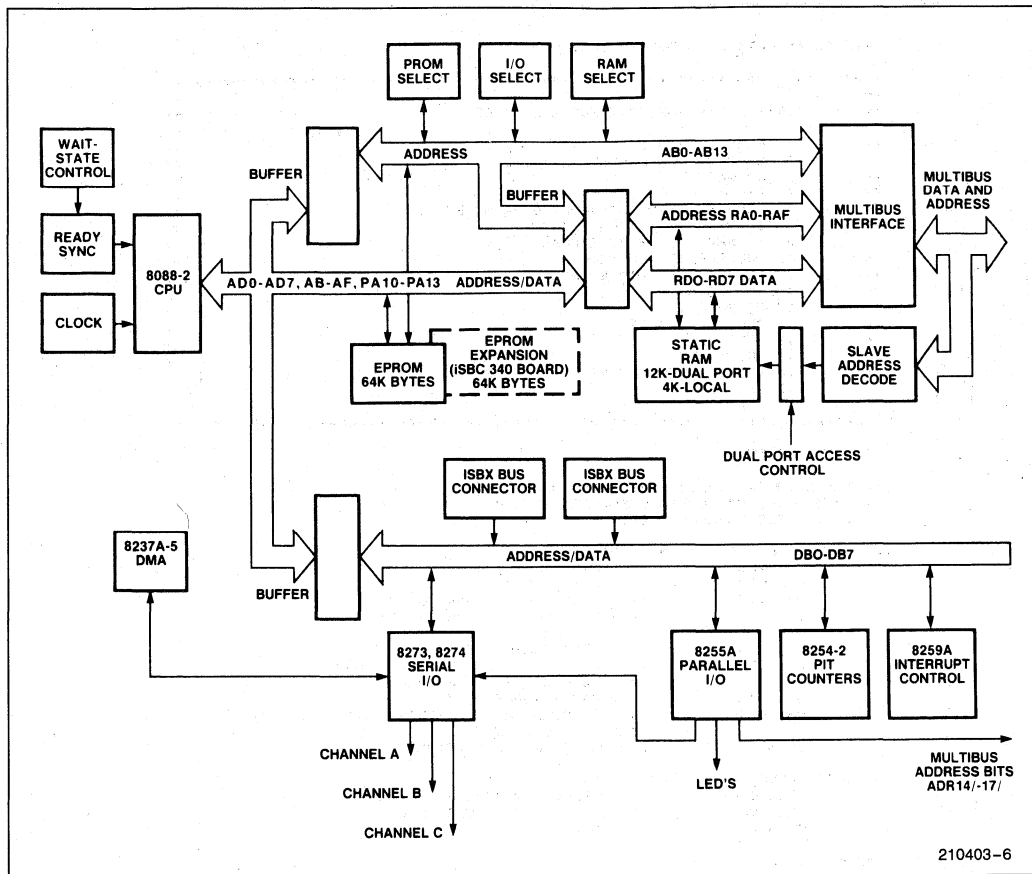 PROM
SELECT
I/O
SELECT
RAM
SELECT
WAIT-
STATE
CONTROL
BUFFER
ADDRESS
AB0-AB13
BUFFER
MULTIBUS
DATA AND
ADDRESS
READY
SYNC
8088-2
CPU
ADDRESS RA0-RAF
MULTIBUS
INTERFACE
AD0-AD7, AB-AF, PA10-PA13
ADDRESS/DATA
RDO-RD7 DATA
CLOCK
EPROM
64K BYTES
EPROM
EXPANSION
(iSBC 340 BOARD)
64K BYTES
STATIC
RAM
12K-DUAL PORT
4K-LOCAL
SLAVE
ADDRESS
DECODE
DUAL PORT ACCESS
CONTROL
ISBX BUS
CONNECTOR
ISBX BUS
CONNECTOR
8237A-5
DMA
BUFFER
ADDRESS/DATA
DBO-DB7
8273, 8274
SERIAL
I/O
8255A
PARALLEL
I/O
8254-2
PIT
COUNTERS
8259A
INTERRUPT
CONTROL
CHANNEL A
CHANNEL B
CHANNEL C
LED'S
MULTIBUS
ADDRESS BITS
ADR14/-17/
210403-6